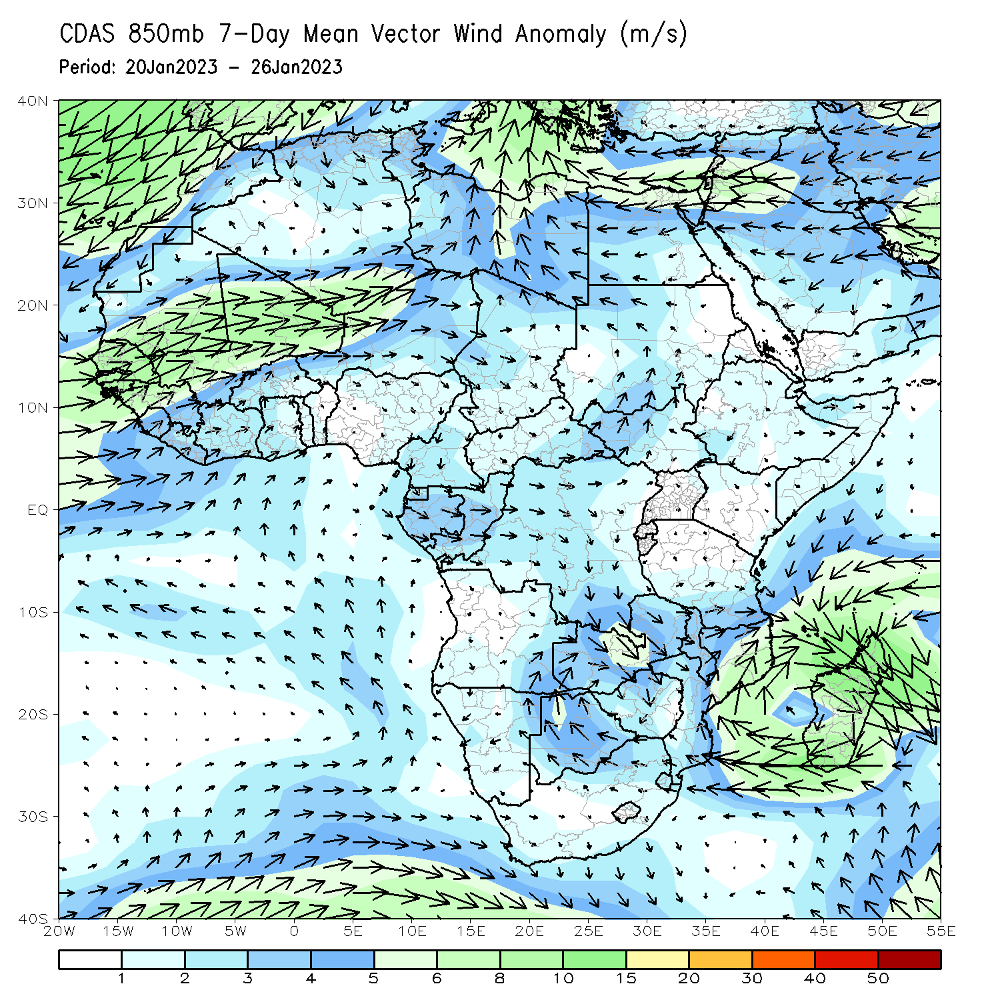 CDAS 850mb 7-Day Mean Vector Wind Anomaly (m/s)
Period: 20Jan2023 - 26Jan2023
40N
30N
20N
10N
EQ
10S
20S
30S
40S
20W 15W 10W 5W 0 5E 10E 15E 20E 25E 30E 35E 40E 45E 50E 55E
1 2 3 4 5 6 8 10 15 20 30 40 50